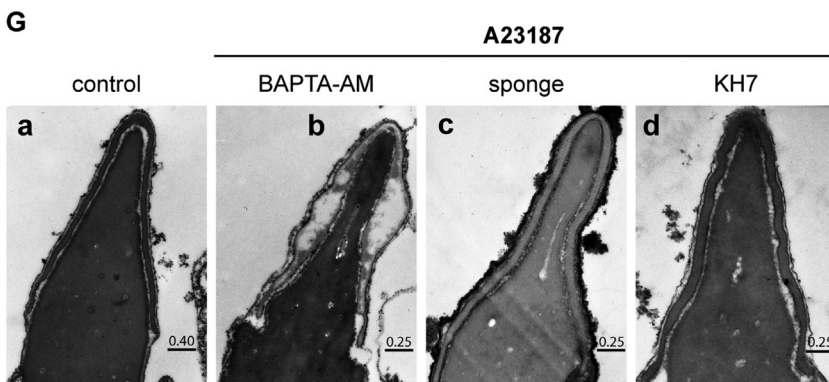 G
A23187
control BAPTA-AM sponge KH7
a b c d
0.40 0.25 0.25 0.25